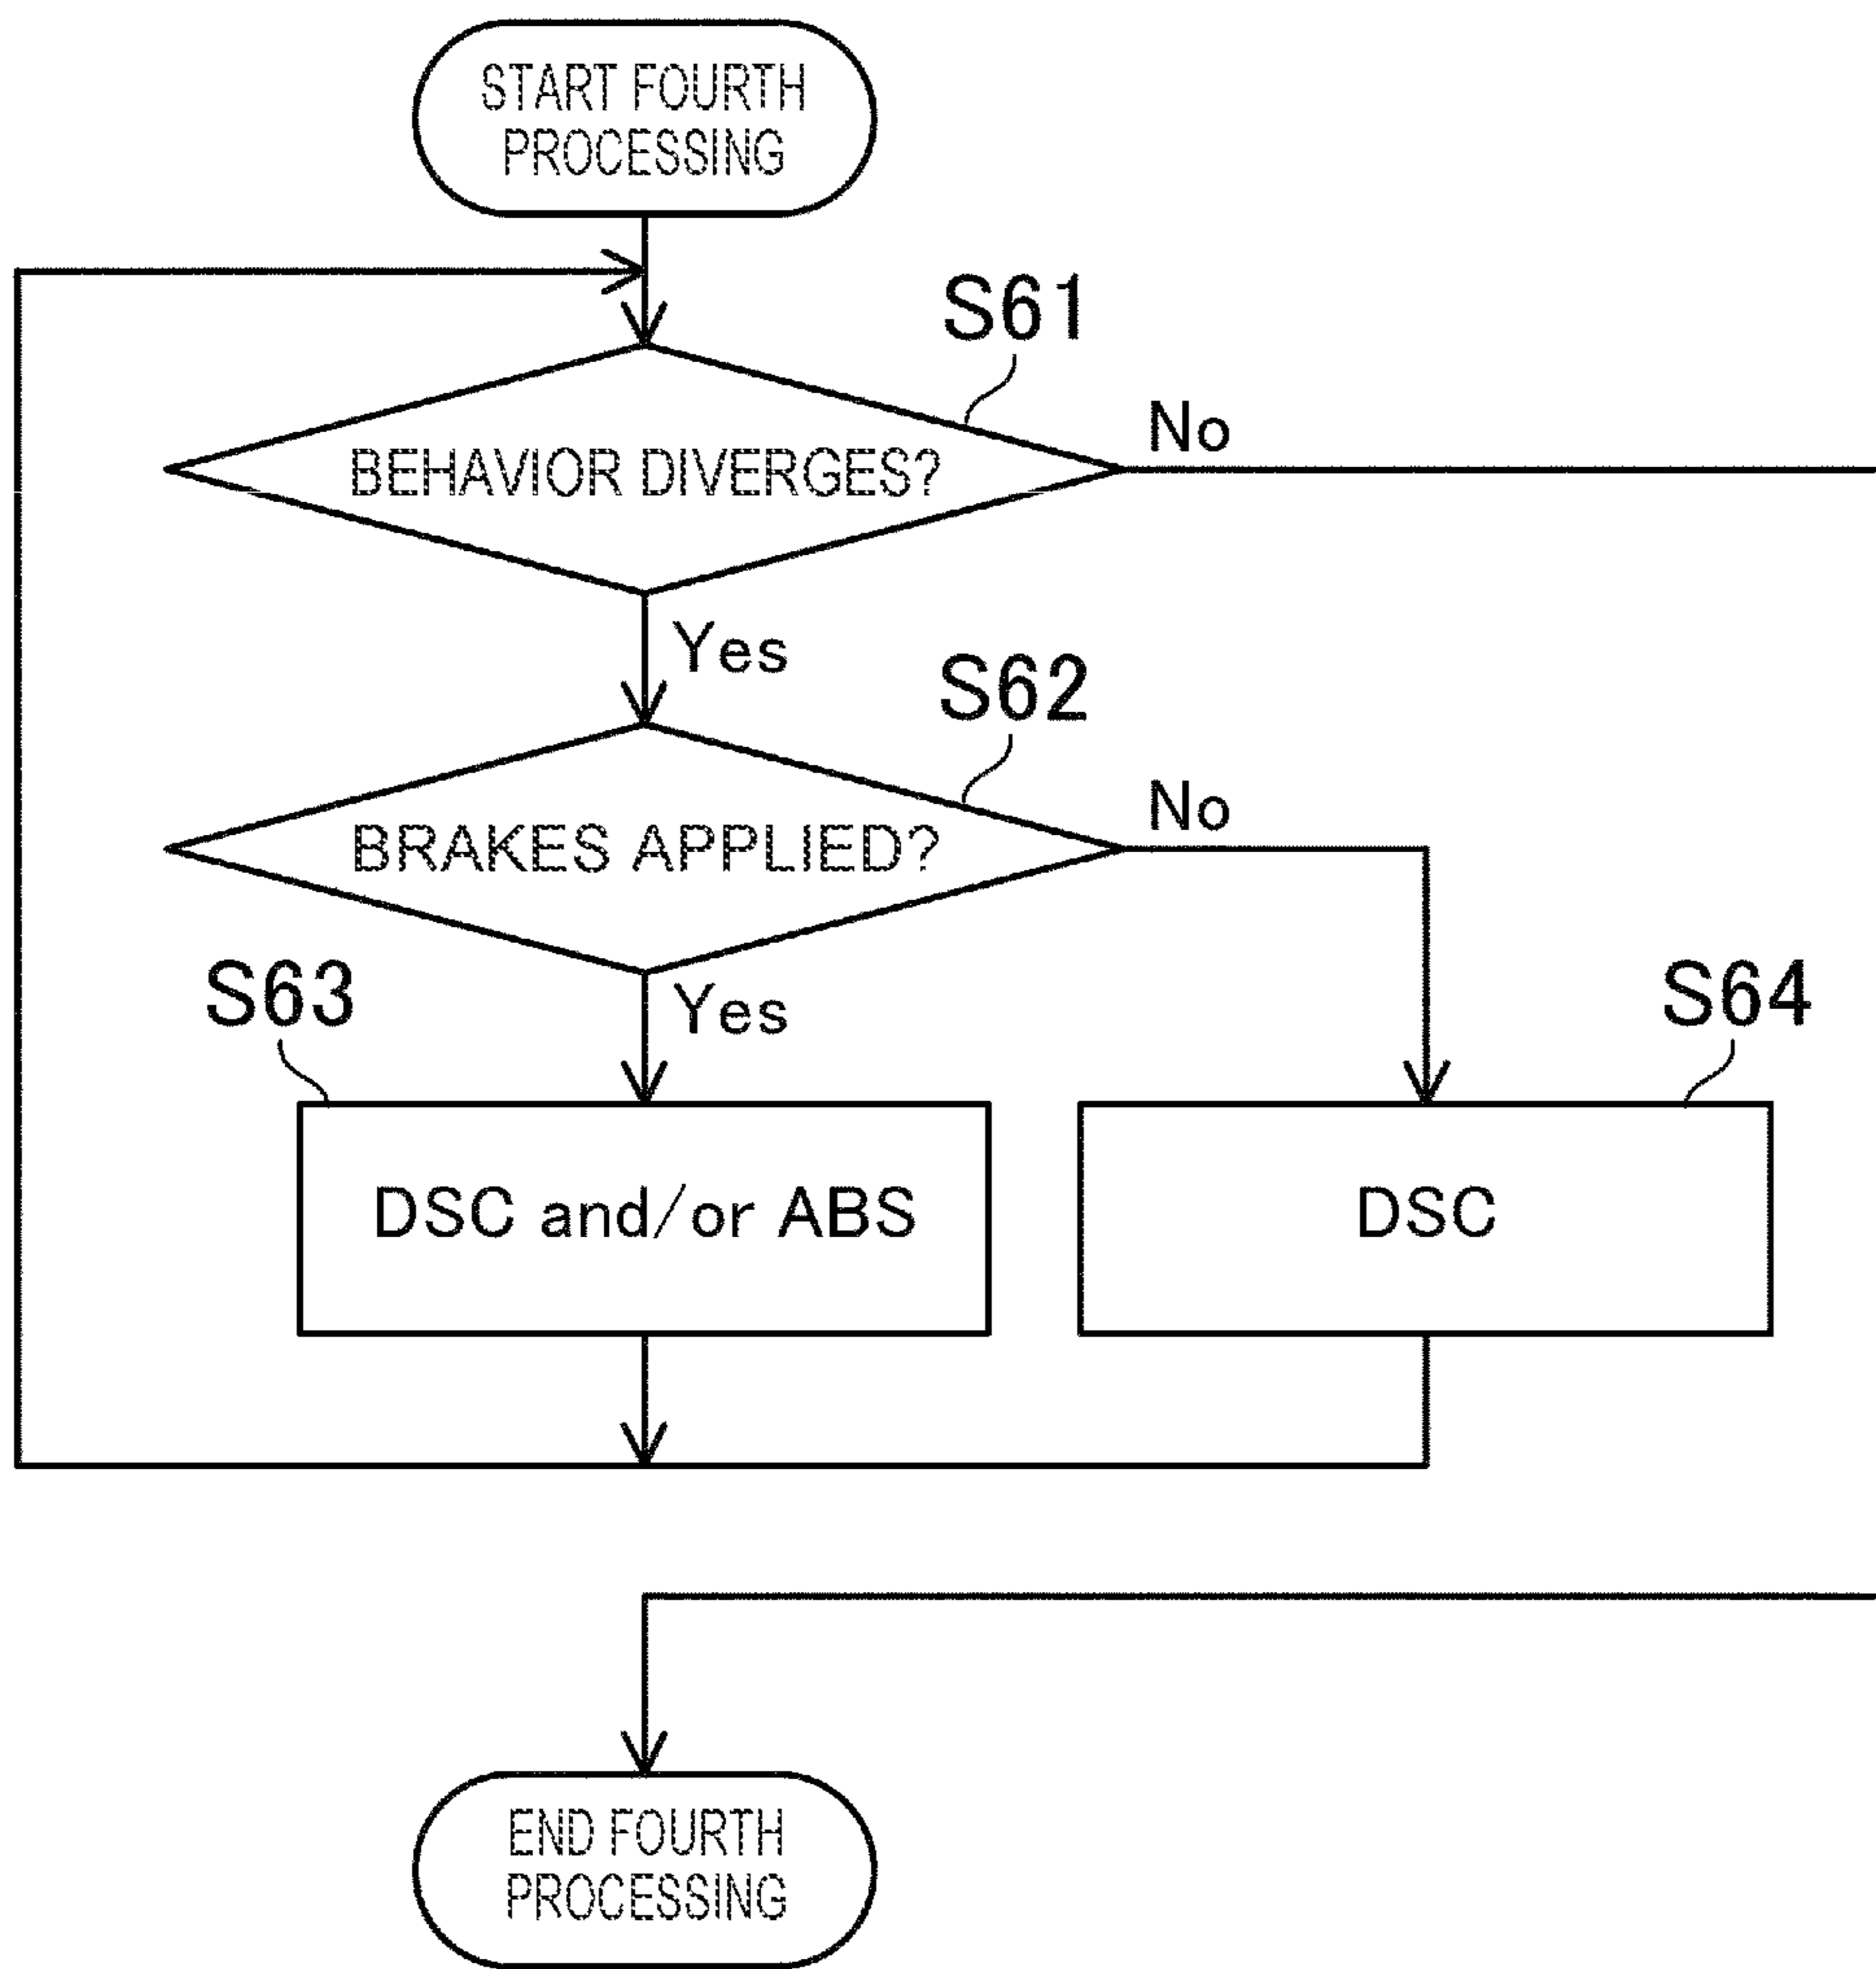 START FOURTH
PROCESSING
S61
No
BEHAVIOR DIVERGES?
Yes
S62
No
BRAKES APPLIED?
S63
Yes
S64
DSC and/or ABS
DSC
END FOURTH
PROCESSING